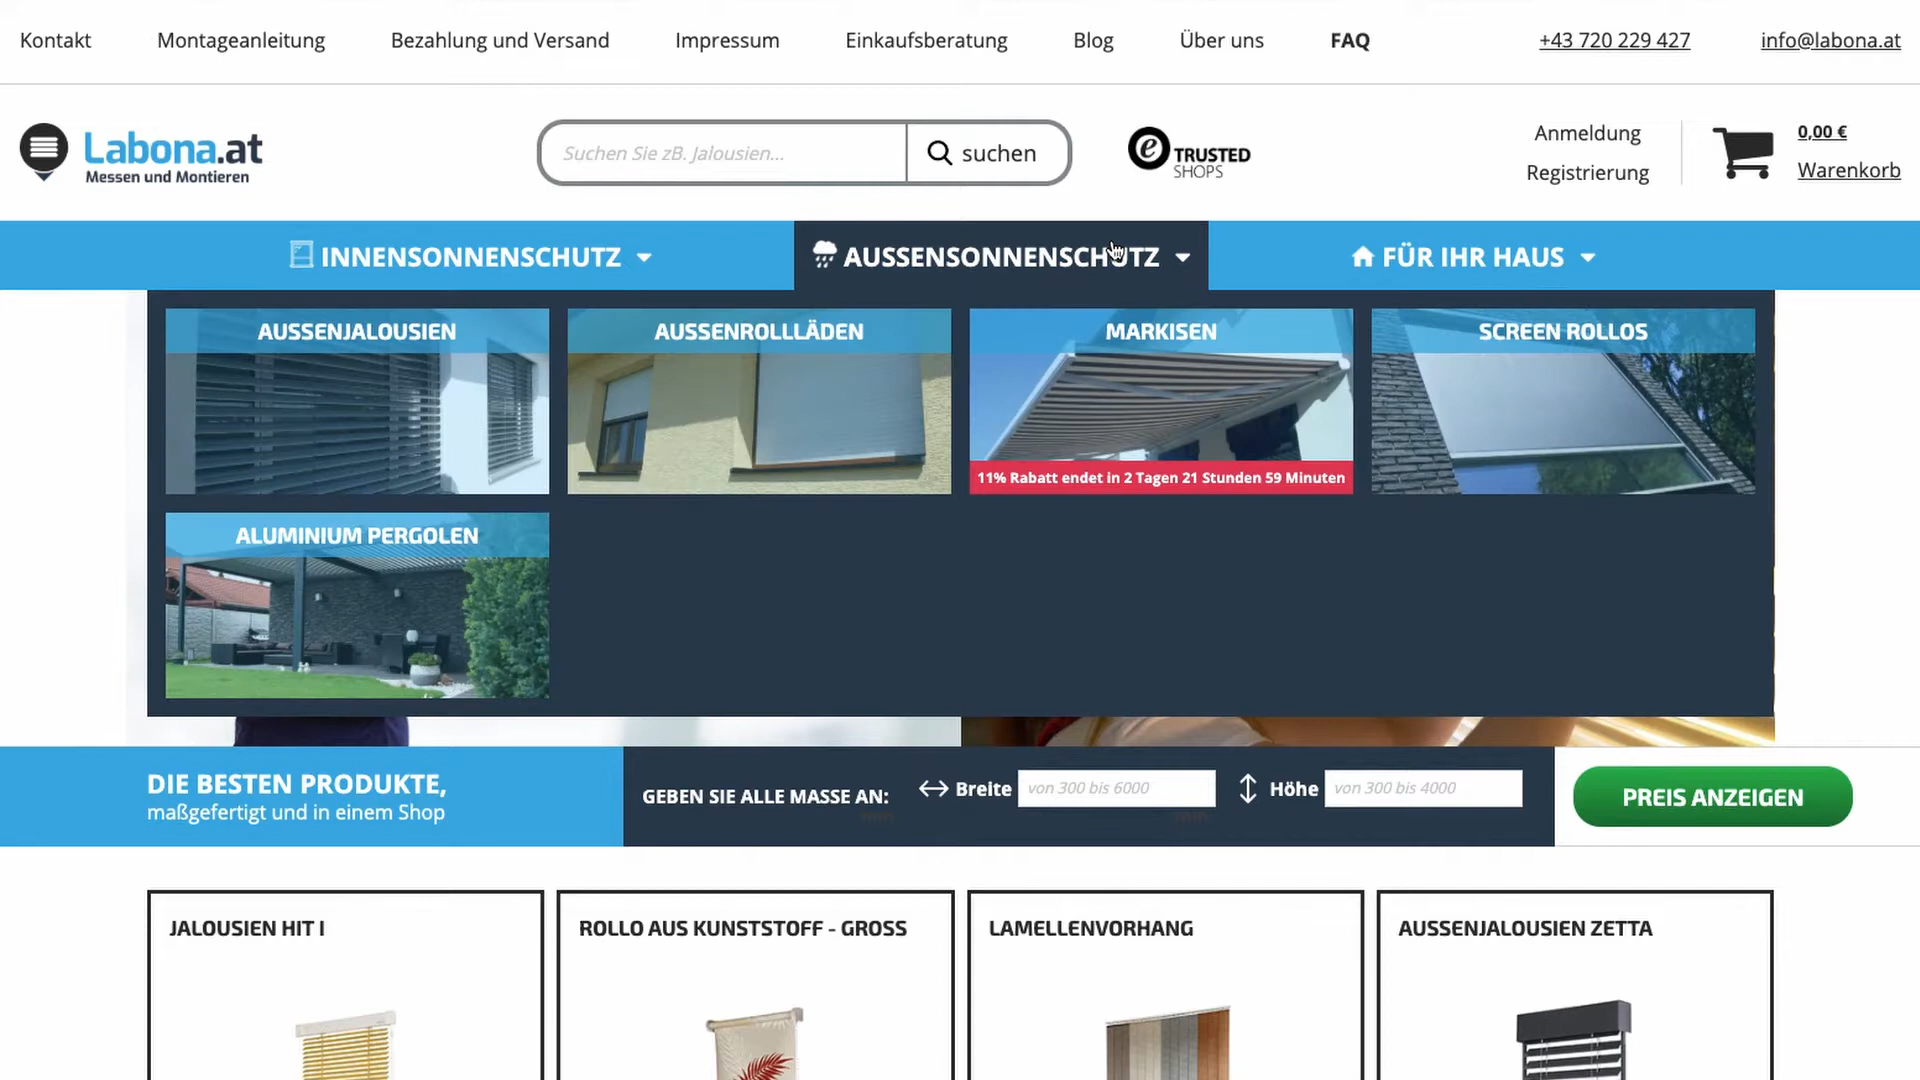 Kontakt
Montageanleitung
Bezahlung und Versand
Impressum
Einkaufsberatung
Blog
Über uns
FAQ
+43 720 229 427
info@labona.at
Labona.at
Messen und Montieren
Suchen Sie zB. Jalousien...
suchen
e
TRUSTED
SHOPS
Anmeldung
Registrierung
0,00 €
Warenkorb
INNENSONNENSCHUTZ
AUSSENSONNENSCHUTZ
FÜR IHR HAUS
AUSSENJALOUSIEN
AUSSENROLLLÄDEN
MARKISEN
SCREEN ROLLOS
11% Rabatt endet in 2 Tagen 21 Stunden 59 Minuten
ALUMINIUM PERGOLEN
DIE BESTEN PRODUKTE,
maßgefertigt und in einem Shop
GEBEN SIE ALLE MASSE AN:
Breite
von 300 bis 6000
mm
Höhe
von 300 bis 4000
mm
PREIS ANZEIGEN
JALOUSIEN HIT I
ROLLO AUS KUNSTSTOFF - GROSS
LAMELLENVORHANG
AUSSENJALOUSIEN ZETTA